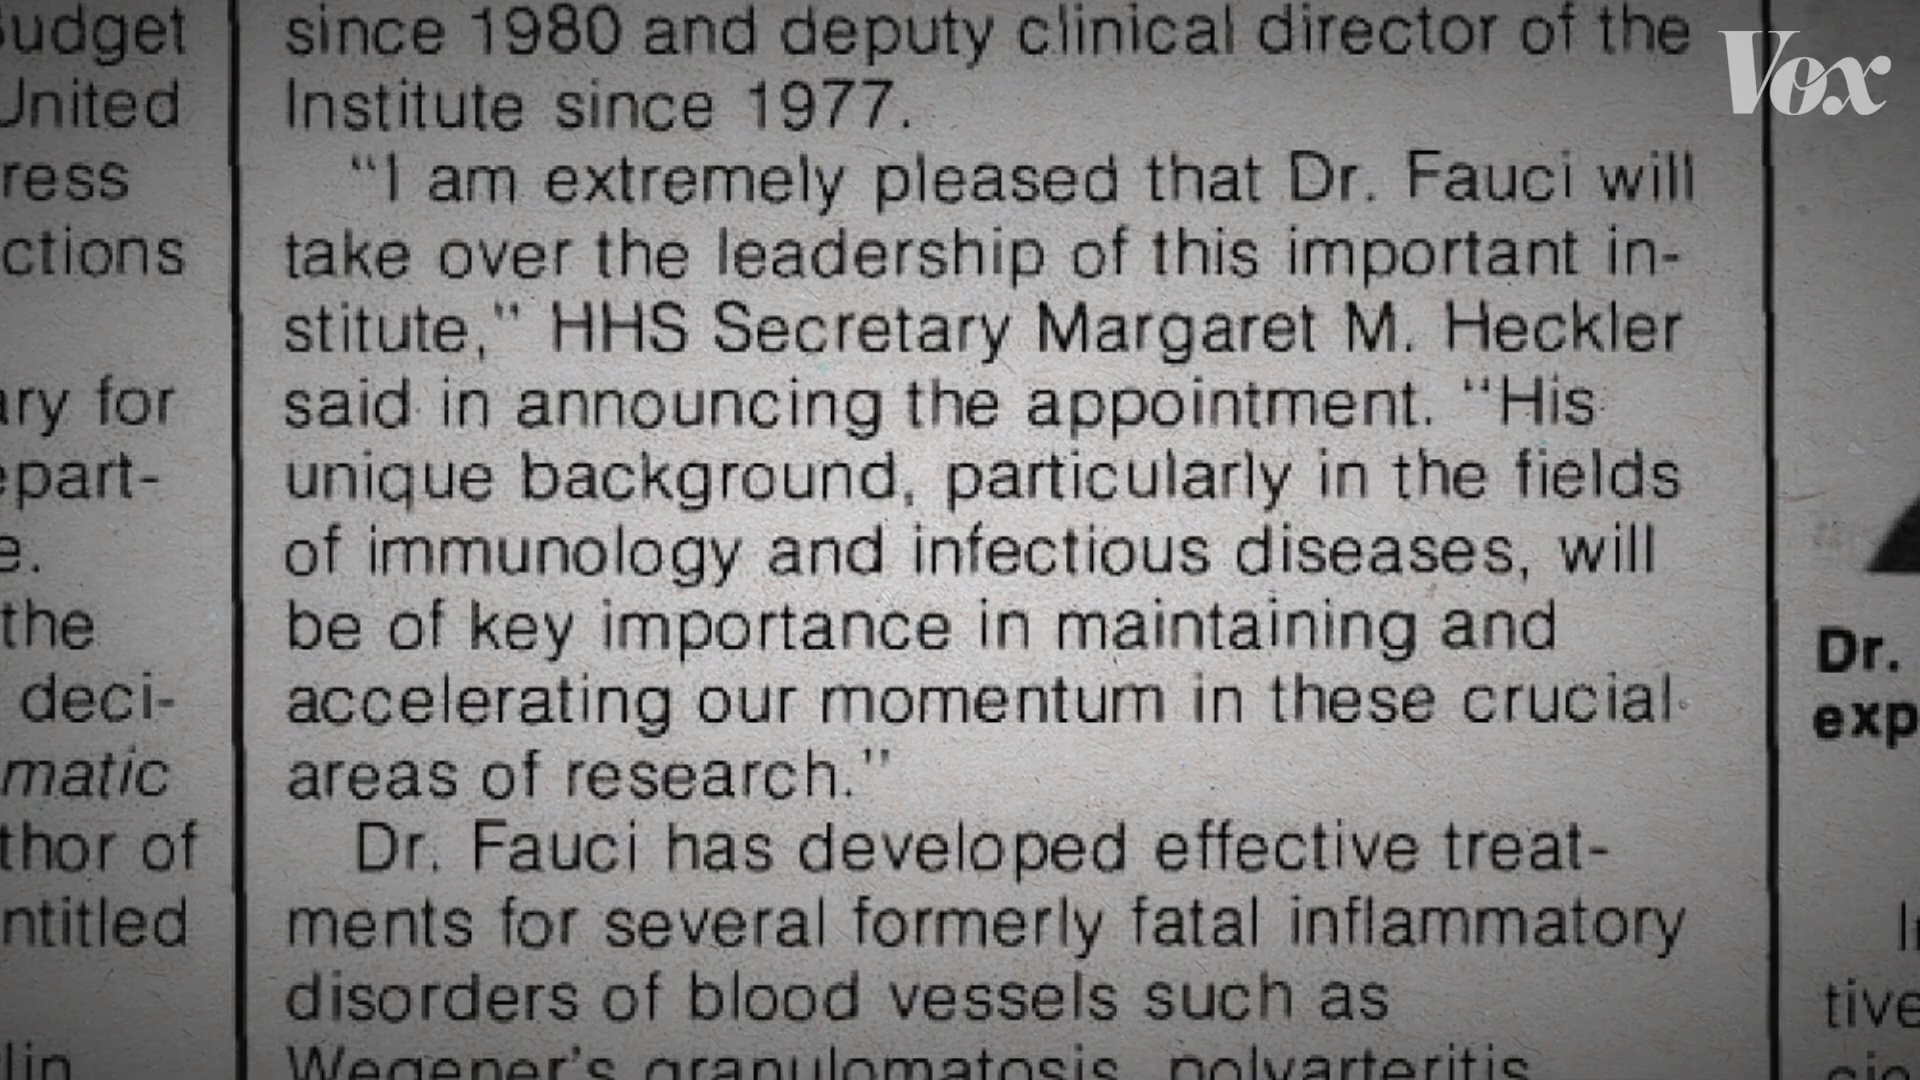 udget
United
ress
ctions
ary for
epart-
e.
the
deci-
matic
thor of
ntitled
lin
since 1980 and deputy clinical director of the
Institute since 1977.
"I am extremely pleased that Dr. Fauci will
take over the leadership of this important in-
stitute," HHS Secretary Margaret M. Heckler
said in announcing the appointment. "His
unique background, particularly in the fields
of immunology and infectious diseases, will
be of key importance in maintaining and
accelerating our momentum in these crucial
areas of research."
Dr. Fauci has developed effective treat-
ments for several formerly fatal inflammatory
disorders of blood vessels such as
Wegener's granulomatosis, polyarteritis
Vox
Dr.
exp
tive